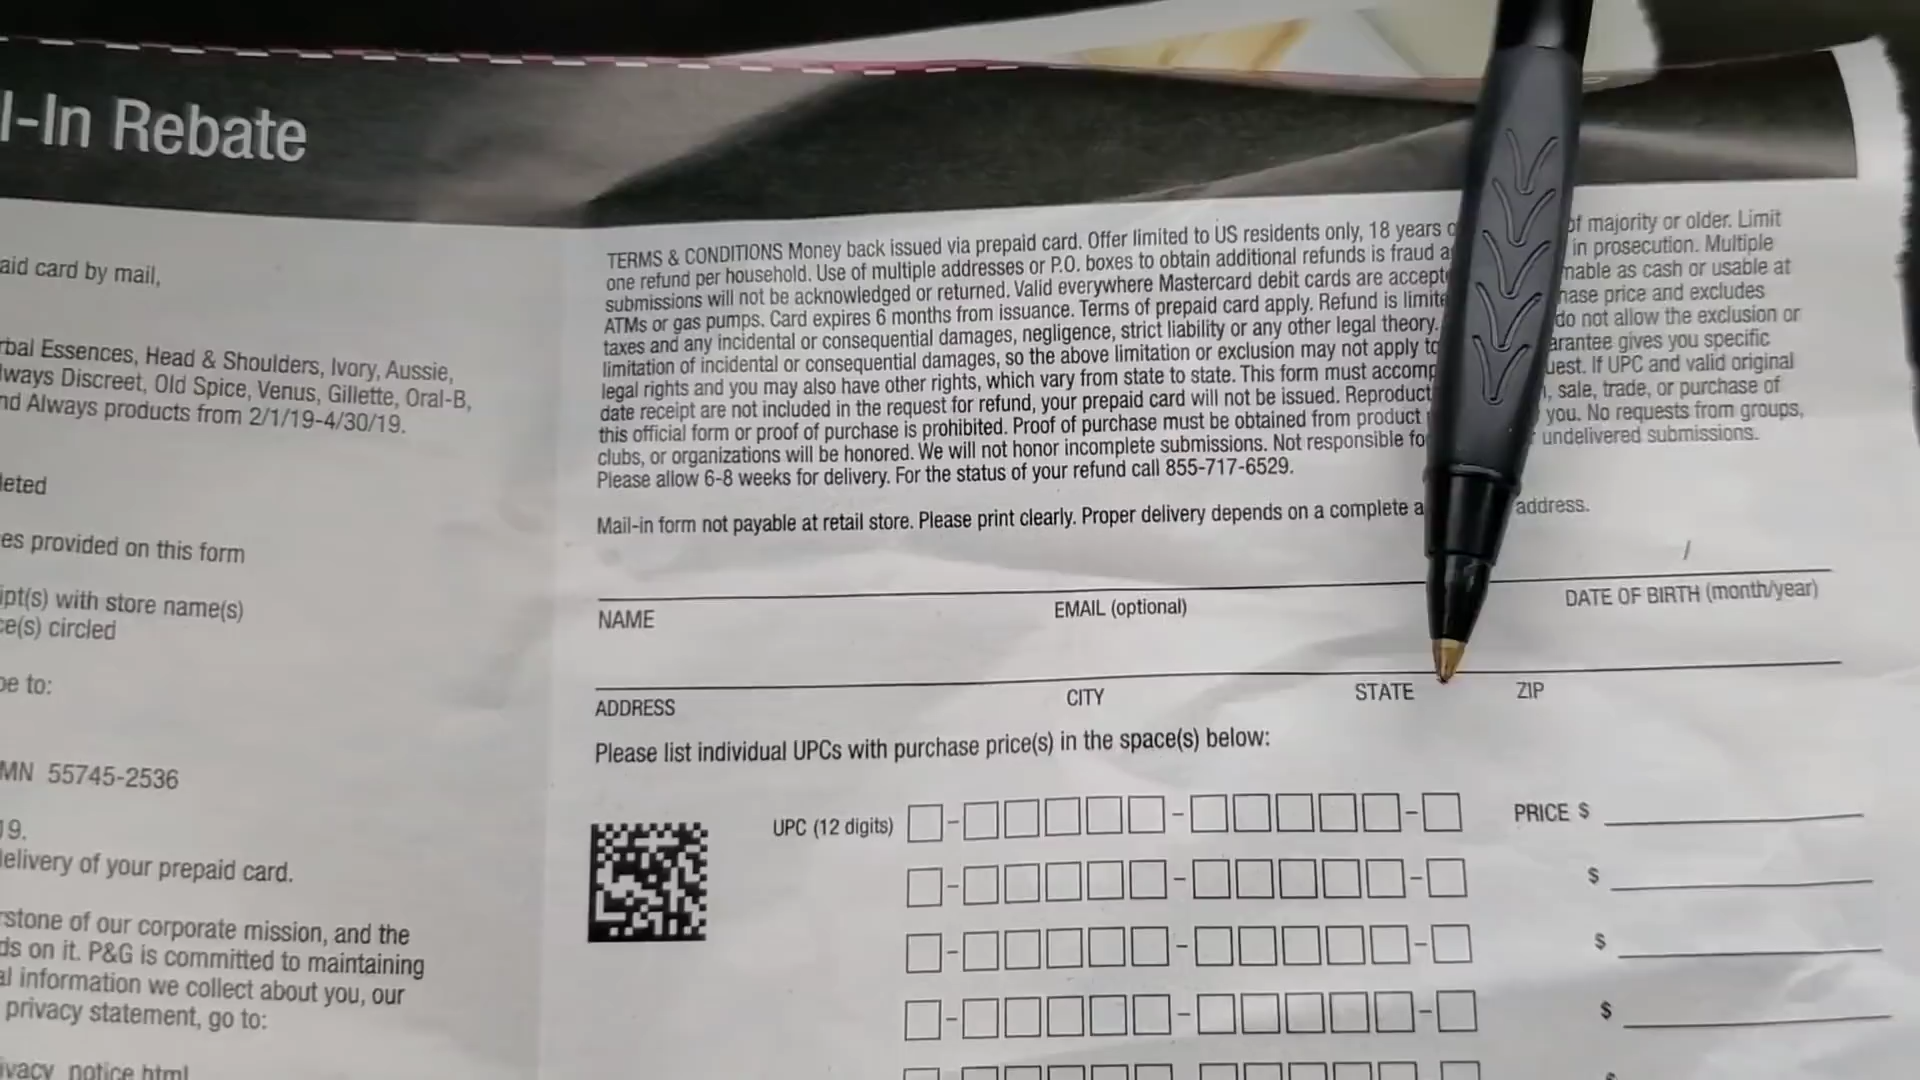 l-In Rebate
aid card by mail,
rbal Essences, Head & Shoulders, Ivory, Aussie,
lways Discreet, Old Spice, Venus, Gillette, Oral-B,
nd Always products from 2/1/19-4/30/19.
leted
es provided on this form
ipt(s) with store name(s)
ce(s) circled
be to:
MN 55745-2536
19.
delivery of your prepaid card.
rstone of our corporate mission, and the
ds on it. P&G is committed to maintaining
al information we collect about you, our
privacy statement, go to:
ivacy_notice.html
TERMS & CONDITIONS Money back issued via prepaid card. Offer limited to US residents only, 18 years of majority or older. Limit
one refund per household. Use of multiple addresses or P.O. boxes to obtain additional refunds is fraud a in prosecution. Multiple
submissions will not be acknowledged or returned. Valid everywhere Mastercard debit cards are accept mable as cash or usable at
ATMs or gas pumps. Card expires 6 months from issuance. Terms of prepaid card apply. Refund is limite hase price and excludes
taxes and any incidental or consequential damages, negligence, strict liability or any other legal theory. do not allow the exclusion or
limitation of incidental or consequential damages, so the above limitation or exclusion may not apply to arantee gives you specific
legal rights and you may also have other rights, which vary from state to state. This form must accomp uest. If UPC and valid original
date receipt are not included in the request for refund, your prepaid card will not be issued. Reproduct , sale, trade, or purchase of
this official form or proof of purchase is prohibited. Proof of purchase must be obtained from product you. No requests from groups,
clubs, or organizations will be honored. We will not honor incomplete submissions. Not responsible fo undelivered submissions.
Please allow 6-8 weeks for delivery. For the status of your refund call 855-717-6529.
Mail-in form not payable at retail store. Please print clearly. Proper delivery depends on a complete a address.
/
NAME EMAIL (optional) DATE OF BIRTH (month/year)
ADDRESS CITY STATE ZIP
Please list individual UPCs with purchase price(s) in the space(s) below:
UPC (12 digits) - - - PRICE $
- - - $
- - - $
- - - $